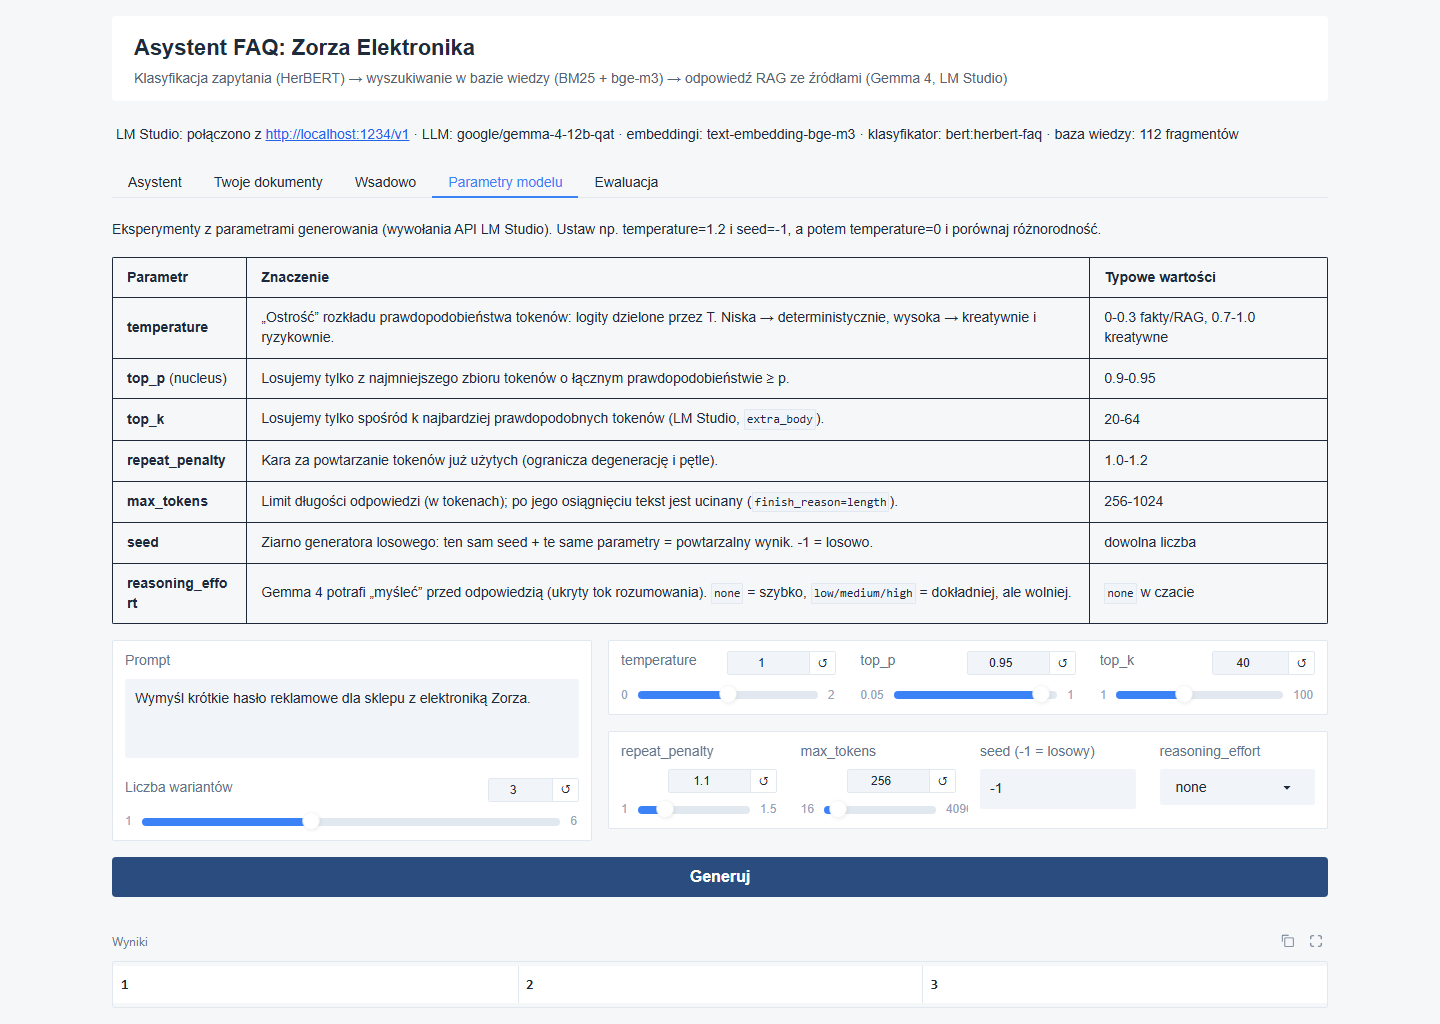 Asystent FAQ: Zorza Elektronika
Klasyfikacja zapytania (HerBERT) → wyszukiwanie w bazie wiedzy (BM25 + bge-m3) → odpowiedź RAG ze źródłami (Gemma 4, LM Studio)
LM Studio: połączono z http://localhost:1234/v1 · LLM: google/gemma-4-12b-qat · embeddingi: text-embedding-bge-m3 · klasyfikator: bert:herbert-faq · baza wiedzy: 112 fragmentów
Asystent Twoje dokumenty Wsadowo Parametry modelu Ewaluacja
Eksperymenty z parametrami generowania (wywołania API LM Studio). Ustaw np. temperature=1.2 i seed=-1, a potem temperature=0 i porównaj różnorodność.
Parametr Znaczenie Typowe wartości
temperature „Ostrość” rozkładu prawdopodobieństwa tokenów: logity dzielone przez T. Niska → deterministycznie, wysoka → kreatywnie i
ryzykownie.
0-0.3 fakty/RAG, 0.7-1.0
kreatywne
top_p (nucleus) Losujemy tylko z najmniejszego zbioru tokenów o łącznym prawdopodobieństwie ≥ p. 0.9-0.95
top_k Losujemy tylko spośród k najbardziej prawdopodobnych tokenów (LM Studio, extra_body). 20-64
repeat_penalty Kara za powtarzanie tokenów już użytych (ogranicza degenerację i pętle). 1.0-1.2
max_tokens Limit długości odpowiedzi (w tokenach); po jego osiągnięciu tekst jest ucinany (finish_reason=length). 256-1024
seed Ziarno generatora losowego: ten sam seed + te same parametry = powtarzalny wynik. -1 = losowo. dowolna liczba
reasoning_effo
rt
Gemma 4 potrafi „myśleć” przed odpowiedzią (ukryty tok rozumowania). none = szybko, low/medium/high = dokładniej, ale wolniej. none w czacie
Prompt
Wymyśl krótkie hasło reklamowe dla sklepu z elektroniką Zorza.
Liczba wariantów 3 ↺
1 6
temperature 1 ↺ top_p 0.95 ↺ top_k 40 ↺
0 2 0.05 1 1 100
repeat_penalty max_tokens seed (-1 = losowy) reasoning_effort
1.1 ↺ 256 ↺ -1 none
1 1.5 16 409
Generuj
Wyniki
1 2 3